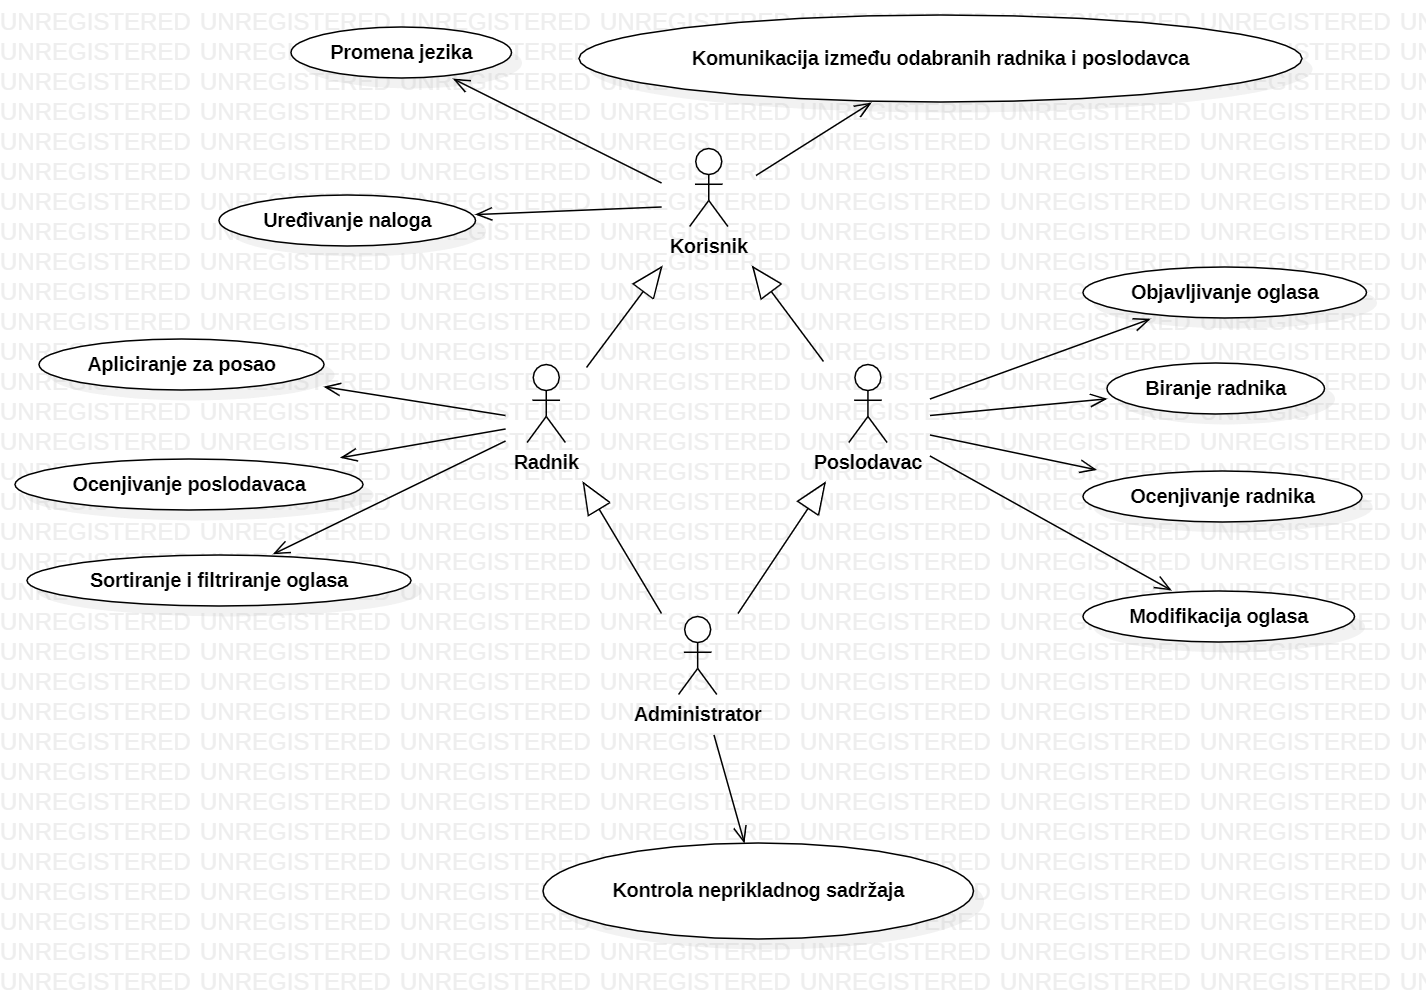 Promena jezika
Komunikacija između odabranih radnika i poslodavca
Uređivanje naloga
Korisnik
Objavljivanje oglasa
Apliciranje za posao
Biranje radnika
Radnik
Poslodavac
Ocenjivanje poslodavaca
Ocenjivanje radnika
Sortiranje i filtriranje oglasa
Modifikacija oglasa
Administrator
Kontrola neprikladnog sadržaja
UNREGISTERED